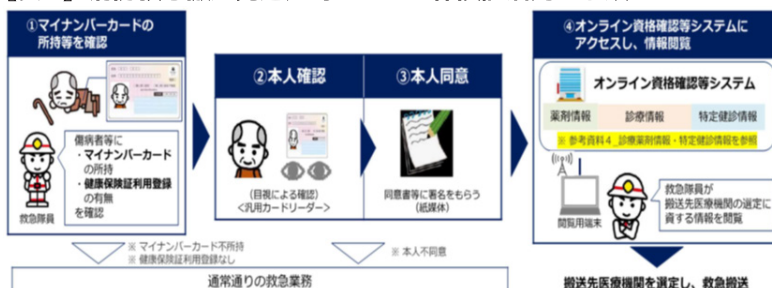 ①マイナンバーカードの
所持等を確認
傷病者等に
・マイナンバーカード
の所持
・健康保険証利用登録
の有無
を確認
救急隊員
②本人確認
③本人同意
(目視による確認)
<汎用カードリーダー>
同意書等に署名をもらう
(紙媒体)
④オンライン資格確認等システムに
アクセスし、情報閲覧
オンライン資格確認等システム
薬剤情報
診療情報
特定健診情報
※ 参考資料4_診療薬剤情報・特定健診情報を参照
閲覧用端末
救急隊員が
搬送先医療機関の選定に
資する情報を閲覧
※ マイナンバーカード不所持
※ 健康保険証利用登録なし
※ 本人不同意
通常通りの救急業務
搬送先医療機関を選定し、救急搬送